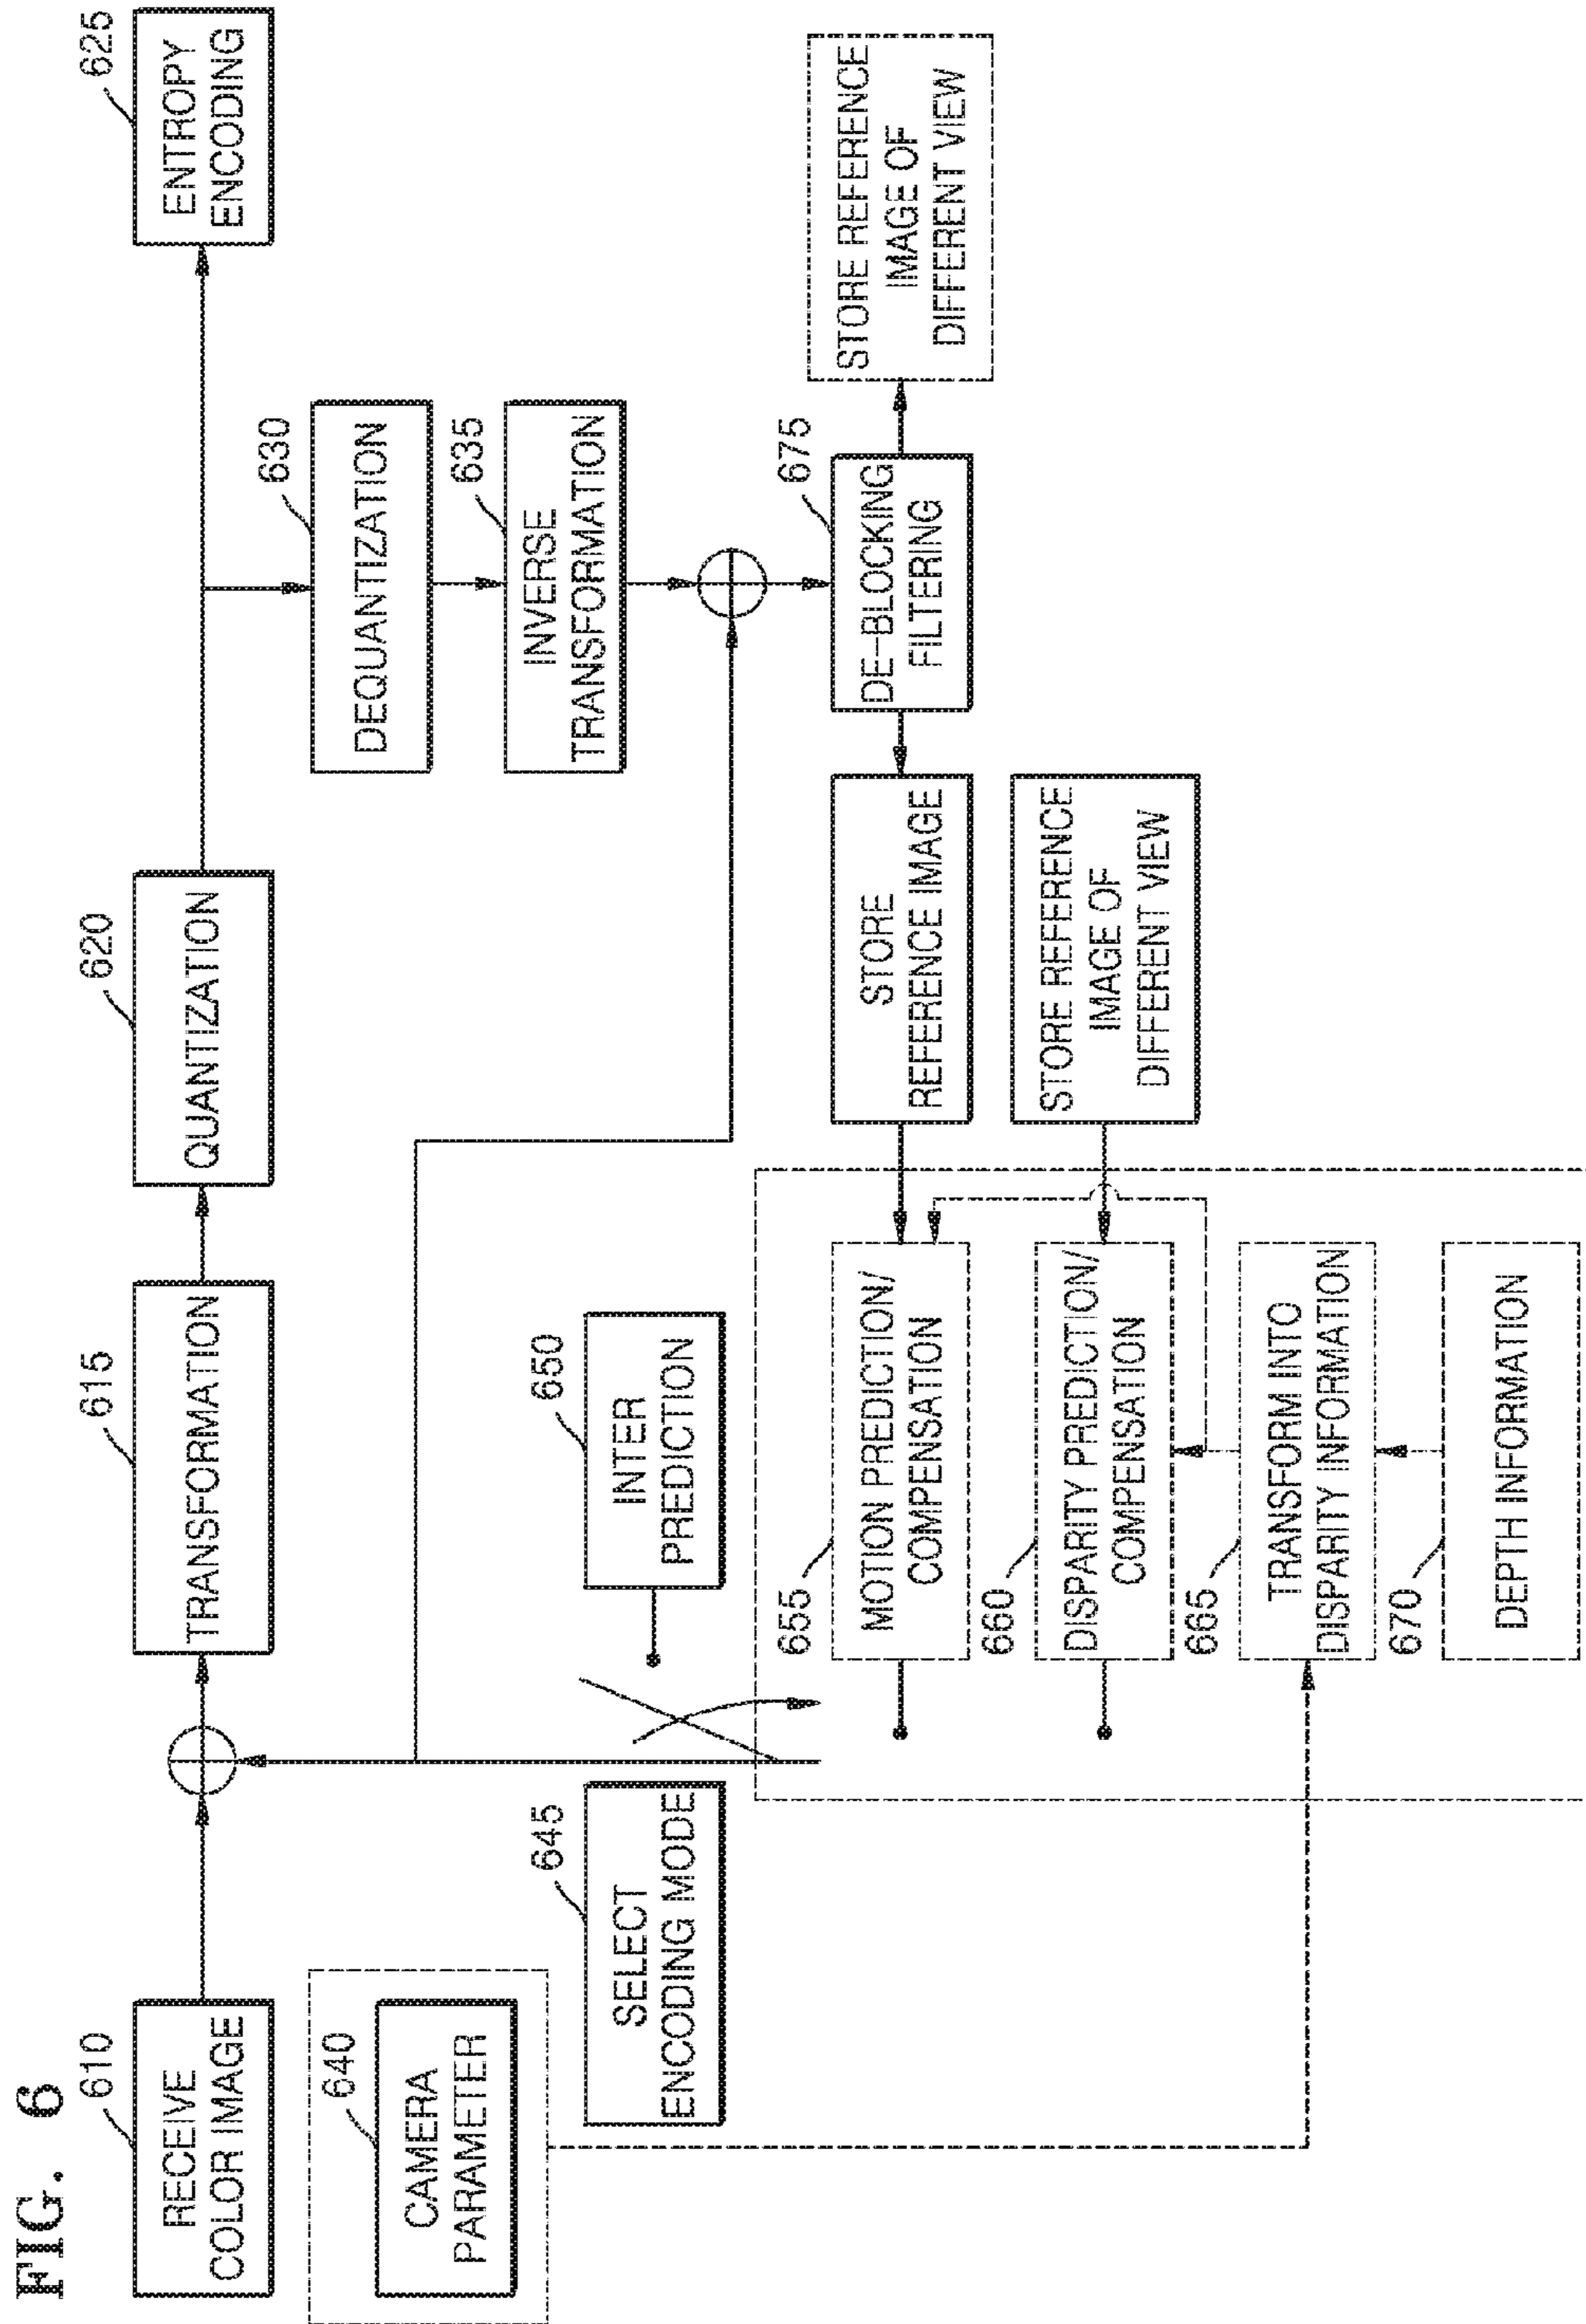 FIG. 6
610
RECEIVE
COLOR IMAGE
615
TRANSFORMATION
620
QUANTIZATION
625
ENTROPY
ENCODING
630
DEQUANTIZATION
635
INVERSE
TRANSFORMATION
640
CAMERA
PARAMETER
645
SELECT
ENCODING MODE
650
INTER
PREDICTION
655
MOTION PREDICTION/
COMPENSATION
STORE
REFERENCE IMAGE
675
DE-BLOCKING
FILTERING
STORE REFERENCE
IMAGE OF
DIFFERENT VIEW
660
DISPARITY PREDICTION/
COMPENSATION
STORE REFERENCE
IMAGE OF
DIFFERENT VIEW
665
TRANSFORM INTO
DISPARITY INFORMATION
670
DEPTH INFORMATION